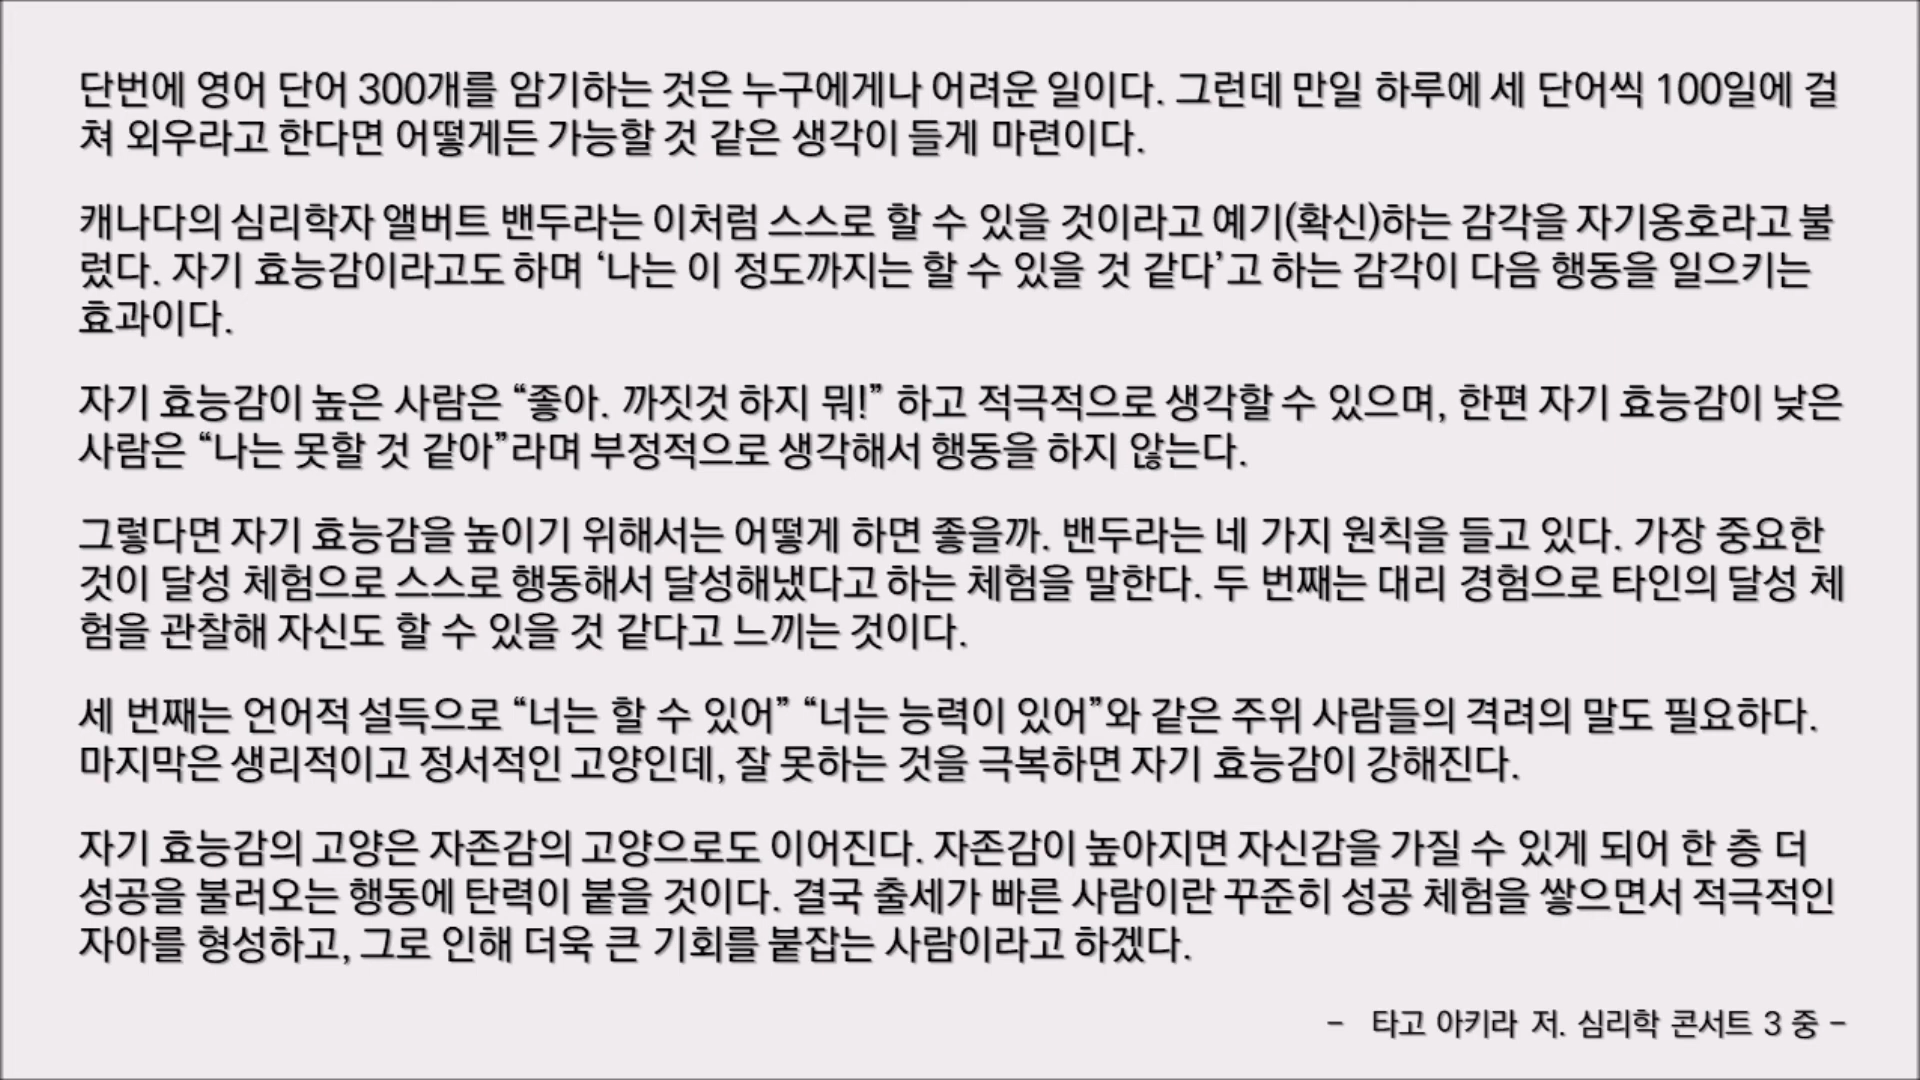 단번에 영어 단어 300개를 암기하는 것은 누구에게나 어려운 일이다. 그런데 만일 하루에 세 단어씩 100일에 걸
쳐 외우라고 한다면 어떻게든 가능할 것 같은 생각이 들게 마련이다.
캐나다의 심리학자 앨버트 밴두라는 이처럼 스스로 할 수 있을 것이라고 예기(확신)하는 감각을 자기옹호라고 불
렀다. 자기 효능감이라고도 하며 ‘나는 이 정도까지는 할 수 있을 것 같다’고 하는 감각이 다음 행동을 일으키는
효과이다.
자기 효능감이 높은 사람은 “좋아. 까짓것 하지 뭐!” 하고 적극적으로 생각할 수 있으며, 한편 자기 효능감이 낮은
사람은 “나는 못할 것 같아”라며 부정적으로 생각해서 행동을 하지 않는다.
그렇다면 자기 효능감을 높이기 위해서는 어떻게 하면 좋을까. 밴두라는 네 가지 원칙을 들고 있다. 가장 중요한
것이 달성 체험으로 스스로 행동해서 달성해냈다고 하는 체험을 말한다. 두 번째는 대리 경험으로 타인의 달성 체
험을 관찰해 자신도 할 수 있을 것 같다고 느끼는 것이다.
세 번째는 언어적 설득으로 “너는 할 수 있어” “너는 능력이 있어”와 같은 주위 사람들의 격려의 말도 필요하다.
마지막은 생리적이고 정서적인 고양인데, 잘 못하는 것을 극복하면 자기 효능감이 강해진다.
자기 효능감의 고양은 자존감의 고양으로도 이어진다. 자존감이 높아지면 자신감을 가질 수 있게 되어 한 층 더
성공을 불러오는 행동에 탄력이 붙을 것이다. 결국 출세가 빠른 사람이란 꾸준히 성공 체험을 쌓으면서 적극적인
자아를 형성하고, 그로 인해 더욱 큰 기회를 붙잡는 사람이라고 하겠다.
- 타고 아키라 저. 심리학 콘서트 3 중 -